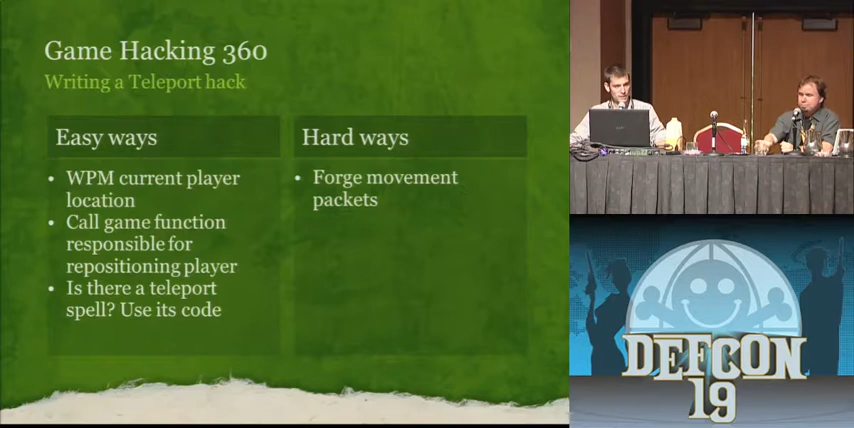 Game Hacking 360
Writing a Teleport hack
Easy ways
• WPM current player
location
• Call game function
responsible for
repositioning player
• Is there a teleport
spell? Use its code
Hard ways
• Forge movement
packets
DEFCON
19